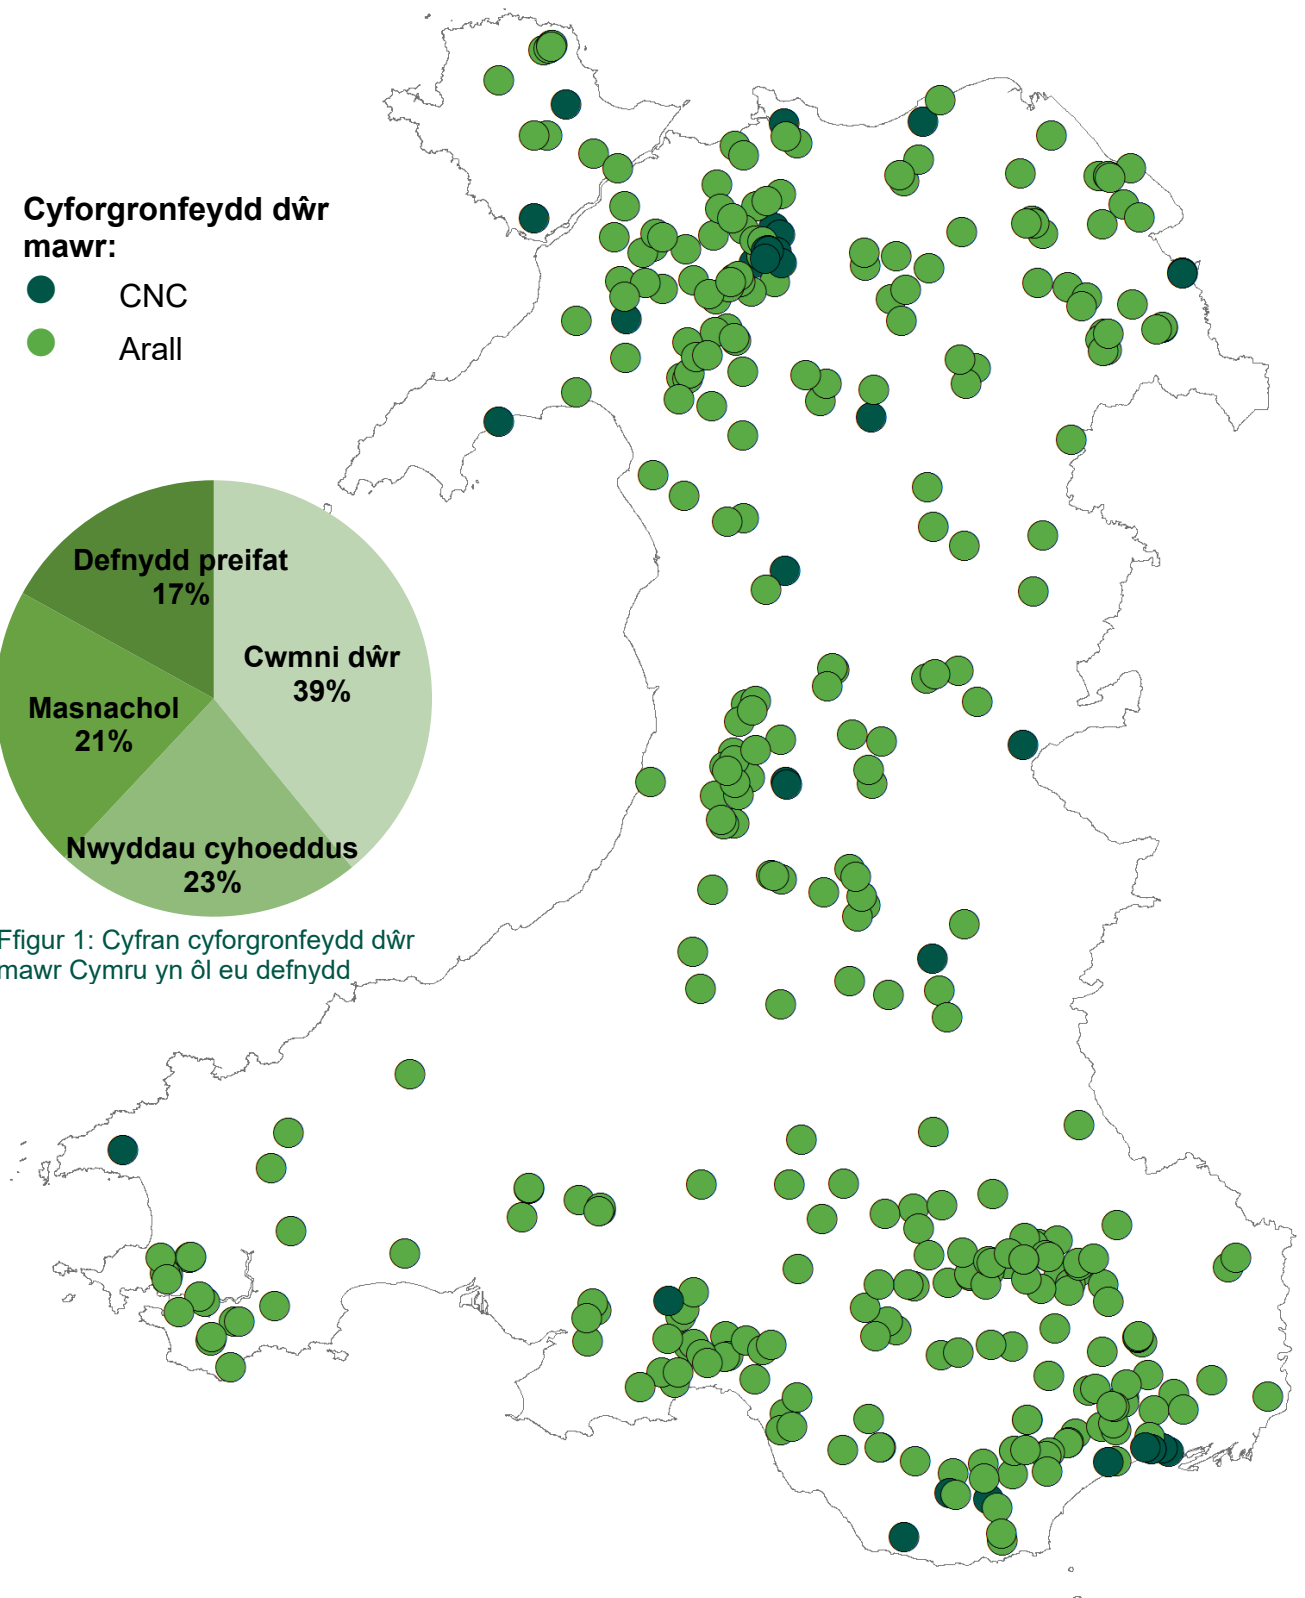 Cyforgronfeydd dŵr
mawr:
CNC
Arall
Defnydd preifat
17%
Cwmni dŵr
39%
Masnachol
21%
Nwyddau cyhoeddus
23%
Ffigur 1: Cyfran cyforgronfeydd dŵr
mawr Cymru yn ôl eu defnydd